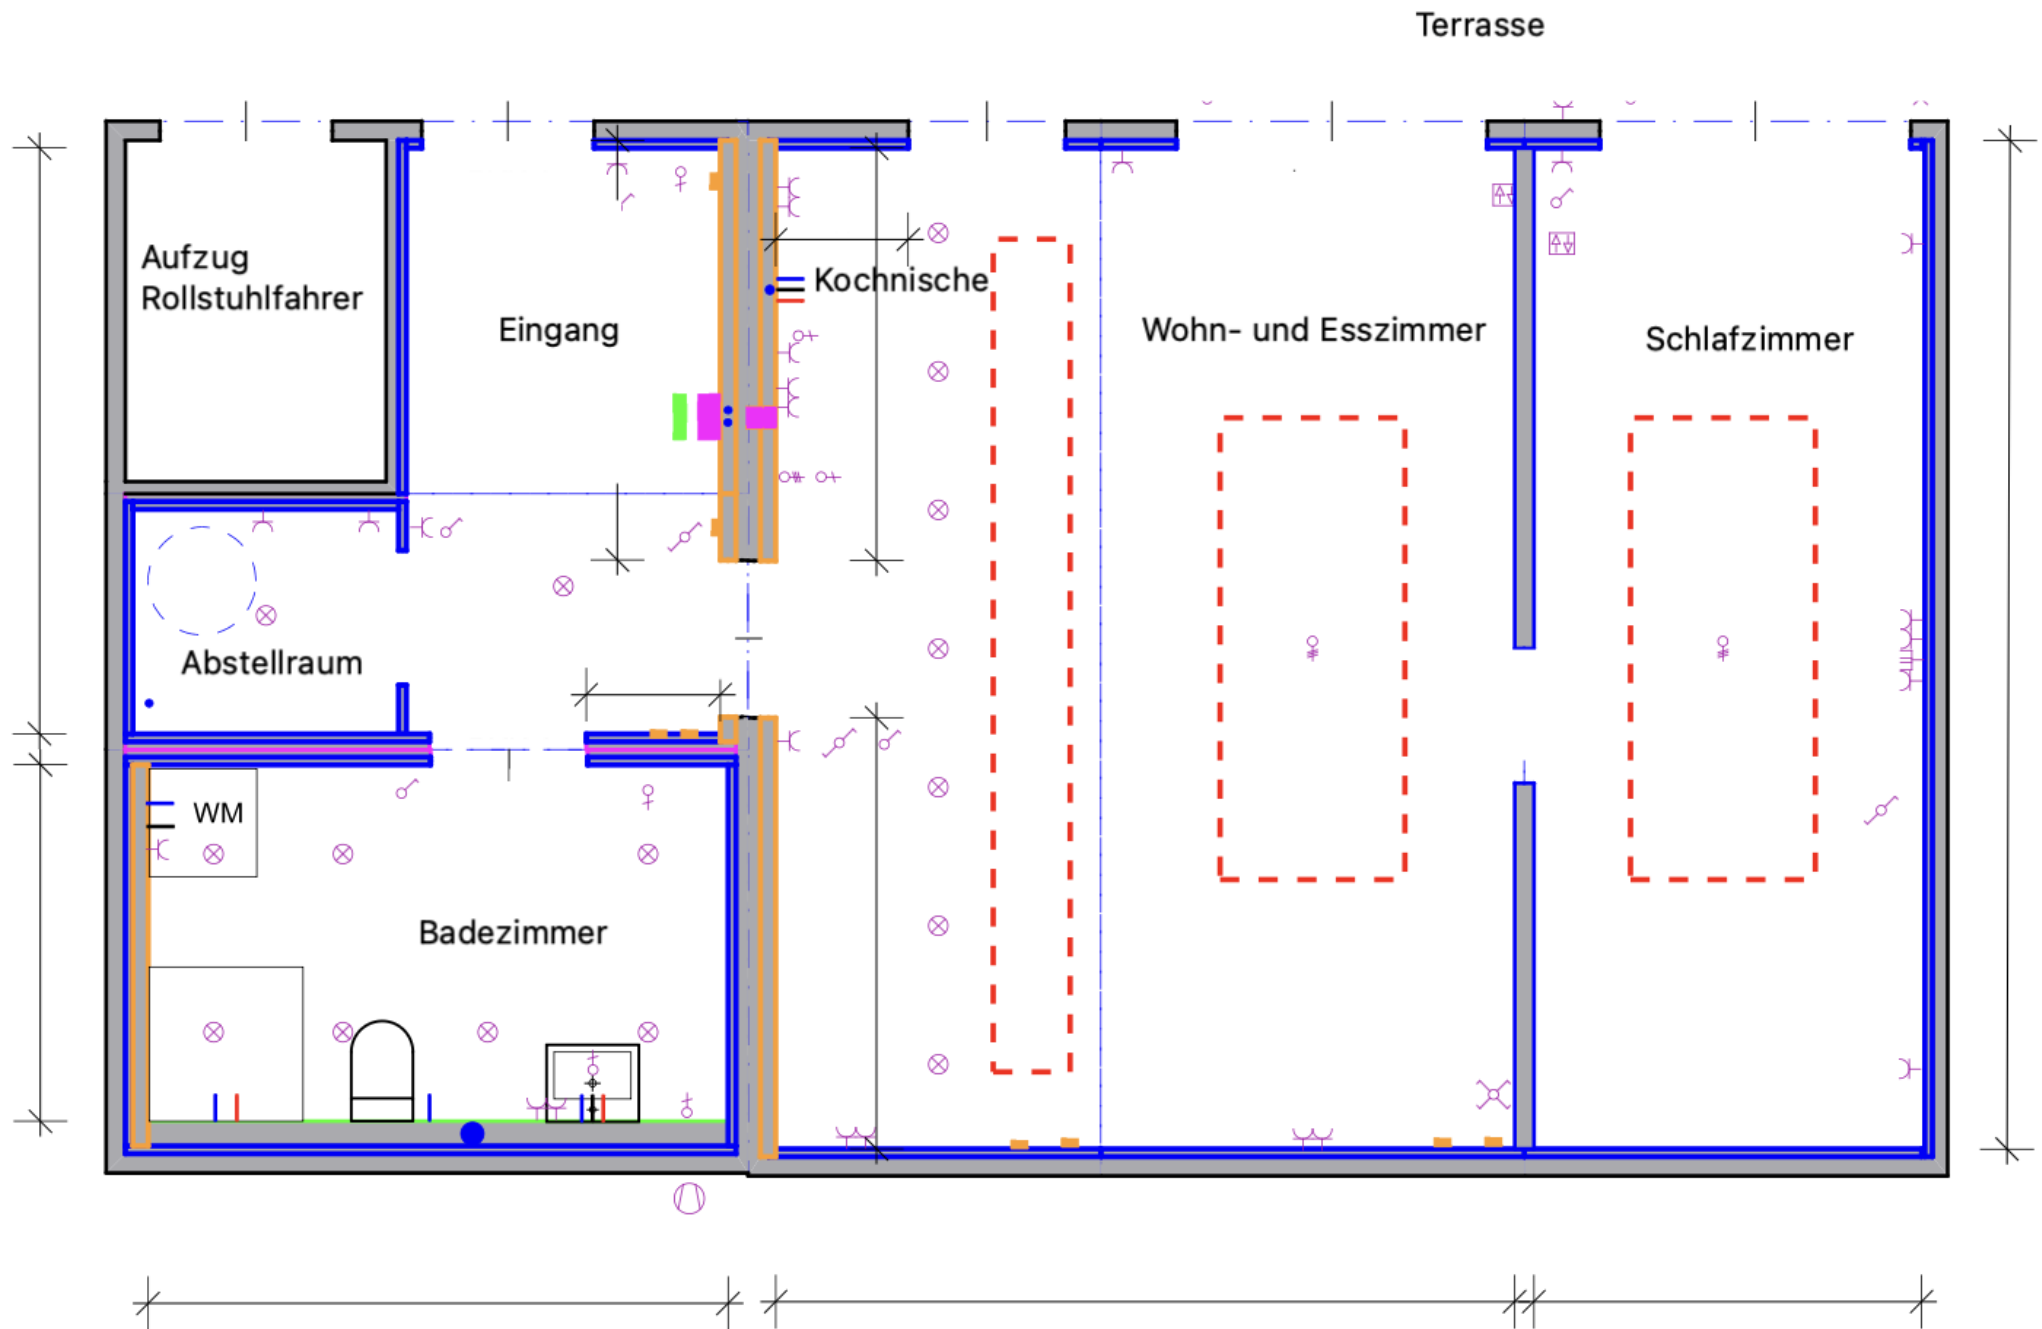 Terrasse
Aufzug
Rollstuhlfahrer
Kochnische
Eingang
Wohn- und Esszimmer
Schlafzimmer
Abstellraum
WM
Badezimmer